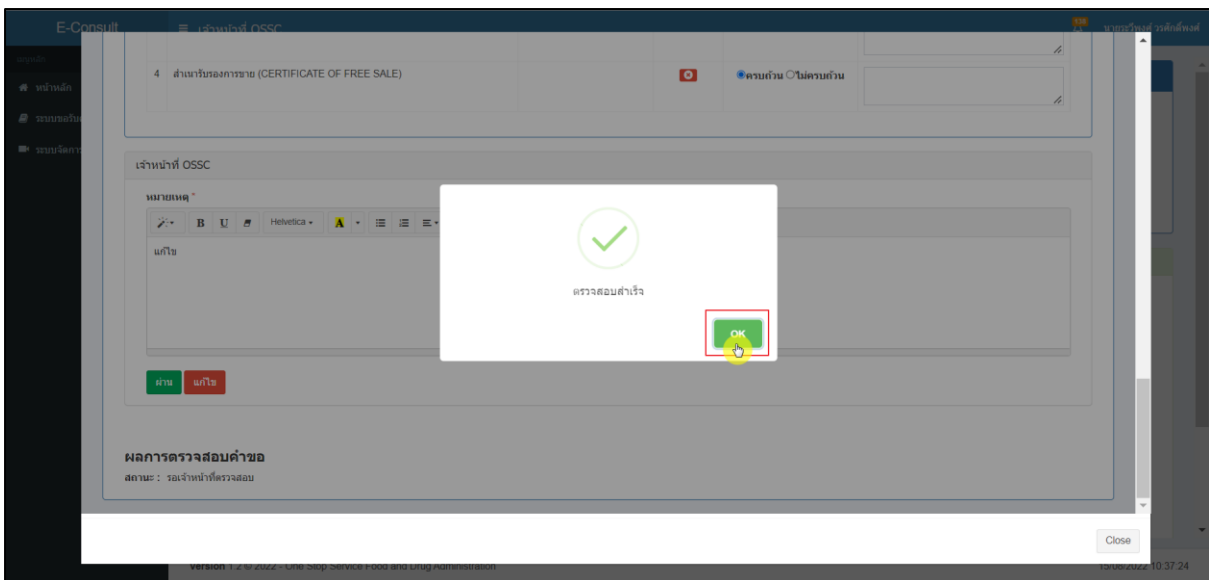 E-Consult
เจ้าหน้าที่ OSSC
เมนูหลัก
หน้าหลัก
4 สำเนารับรองการขาย (CERTIFICATE OF FREE SALE) ครบถ้วน ไม่ครบถ้วน
เจ้าหน้าที่ OSSC
หมายเหตุ *
B U Helvetica A
แก้ไข
ตรวจสอบสำเร็จ
OK
ผ่าน แก้ไข
ผลการตรวจสอบคำขอ
สถานะ : รอเจ้าหน้าที่ตรวจสอบ
Close
Version 1.2 © 2022 - One Stop Service Food and Drug Administration
15/06/2022 10:37:24